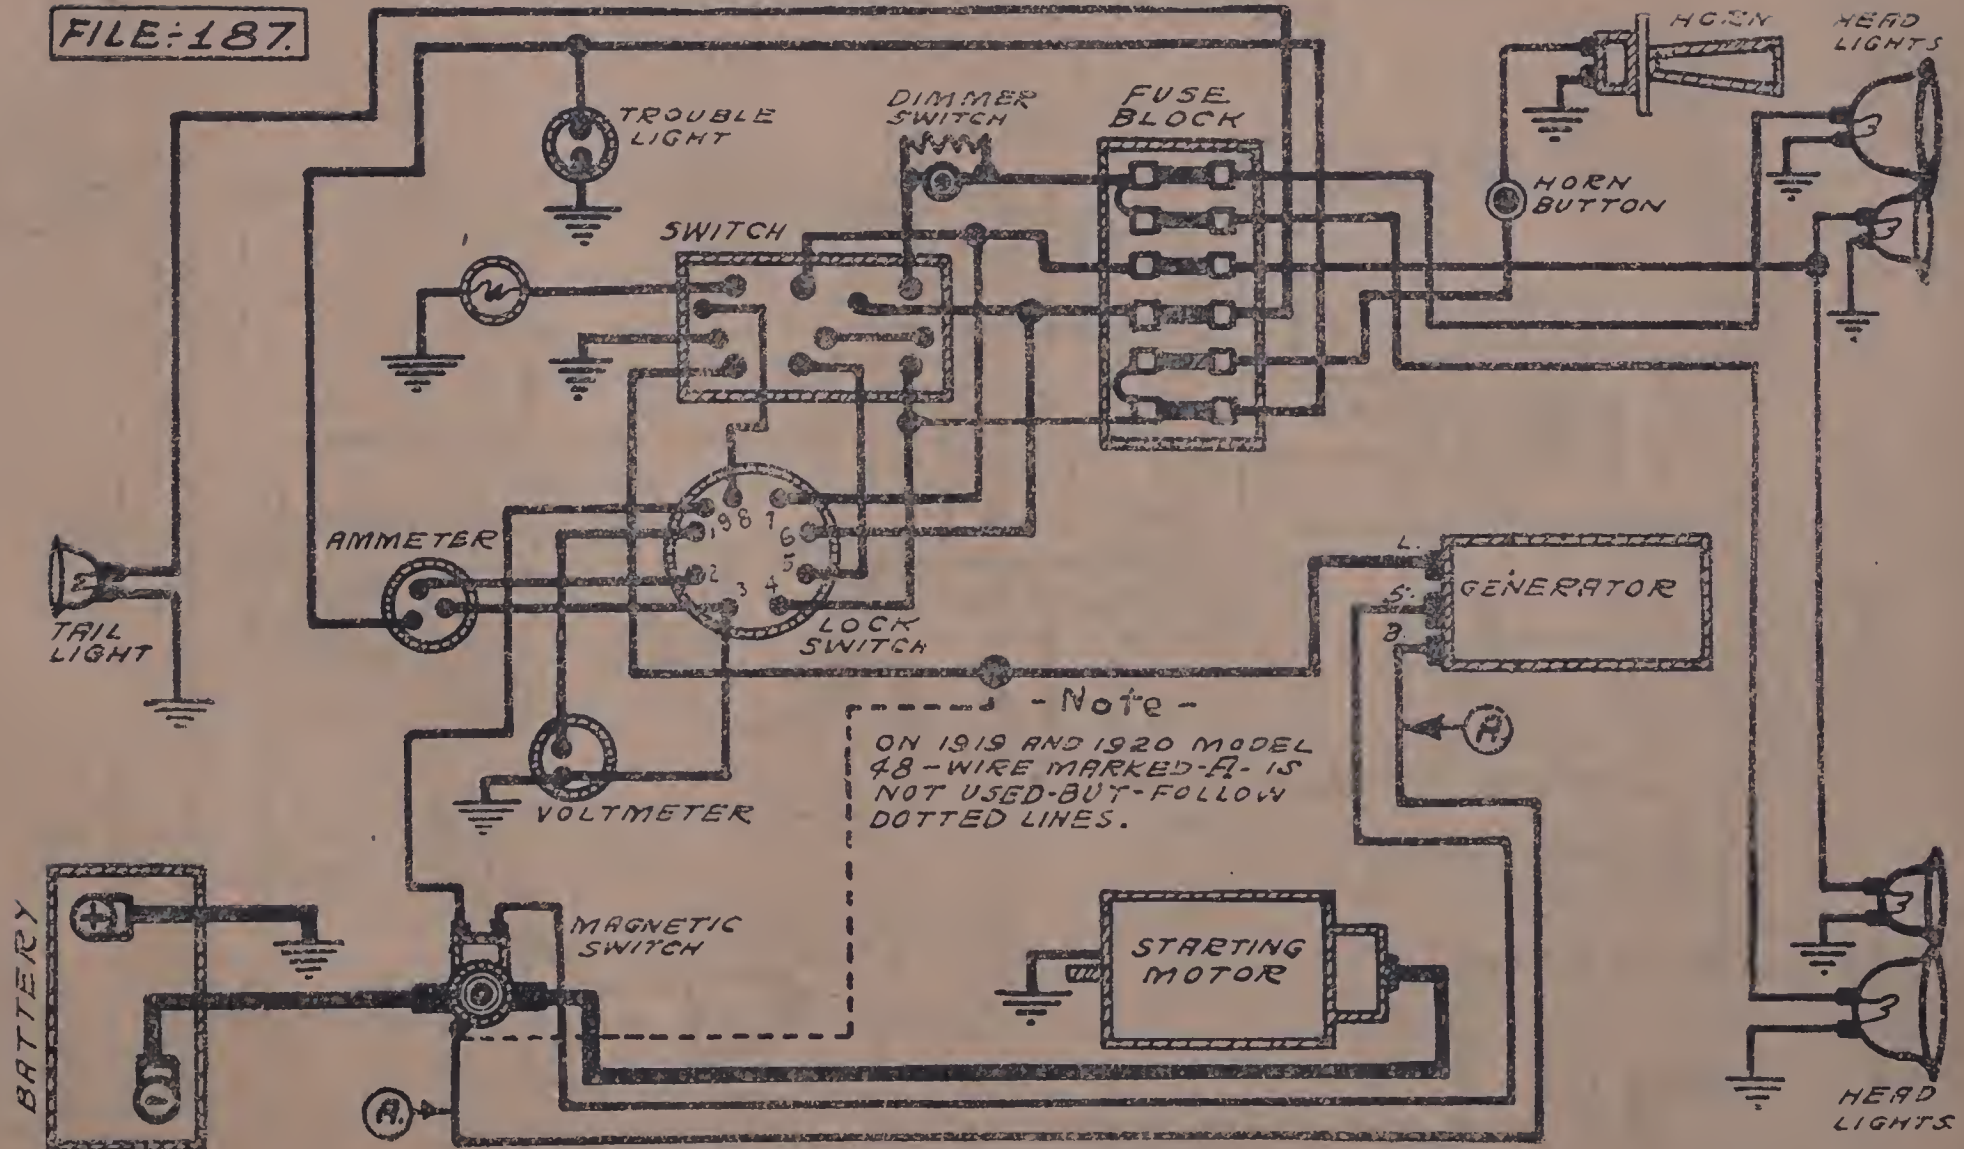 FILE:-187.
TROUBLE
LIGHT
DIMMER
SWITCH
FUSE
BLOCK
HORN
HEAD
LIGHTS
HORN
BUTTON
SWITCH
AMMETER
1
9
8
7
6
5
4
3
2
LOCK
SWITCH
TAIL
LIGHT
L.
S.
B.
GENERATOR
- Note -
ON 1919 AND 1920 MODEL
48-WIRE MARKED-A-IS
NOT USED-BUT-FOLLOW
DOTTED LINES.
A
VOLTMETER
BATTERY
+
MAGNETIC
SWITCH
STARTING
MOTOR
A.
HEAD
LIGHTS